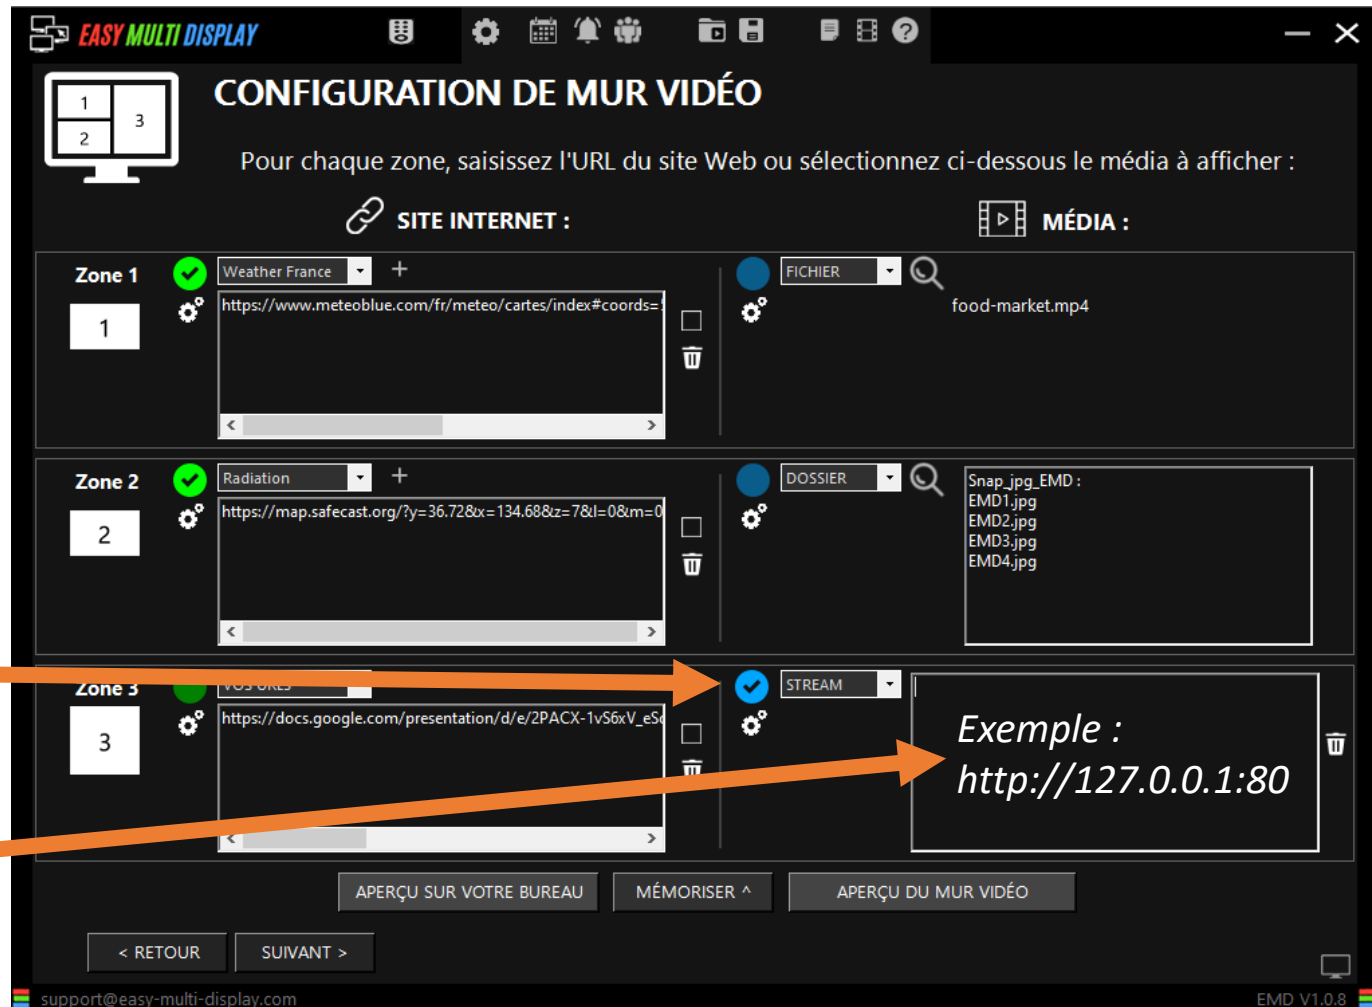 EASY MULTI DISPLAY
CONFIGURATION DE MUR VIDÉO
1
2
3
Pour chaque zone, saisissez l'URL du site Web ou sélectionnez ci-dessous le média à afficher :
SITE INTERNET :
MÉDIA :
Zone 1
Weather France
+
FICHIER
1
https://www.meteoblue.com/fr/meteo/cartes/index#coords=
food-market.mp4
Zone 2
Radiation
+
DOSSIER
2
https://map.safecast.org/?y=36.72&x=134.68&z=7&l=0&m=0
Snap_jpg_EMD :
EMD1.jpg
EMD2.jpg
EMD3.jpg
EMD4.jpg
Zone 3
VOS URLS
STREAM
3
https://docs.google.com/presentation/d/e/2PACX-1vS6xV_eS
Exemple :
http://127.0.0.1:80
APERÇU SUR VOTRE BUREAU
MÉMORISER ^
APERÇU DU MUR VIDÉO
< RETOUR
SUIVANT >
support@easy-multi-display.com
EMD V1.0.8